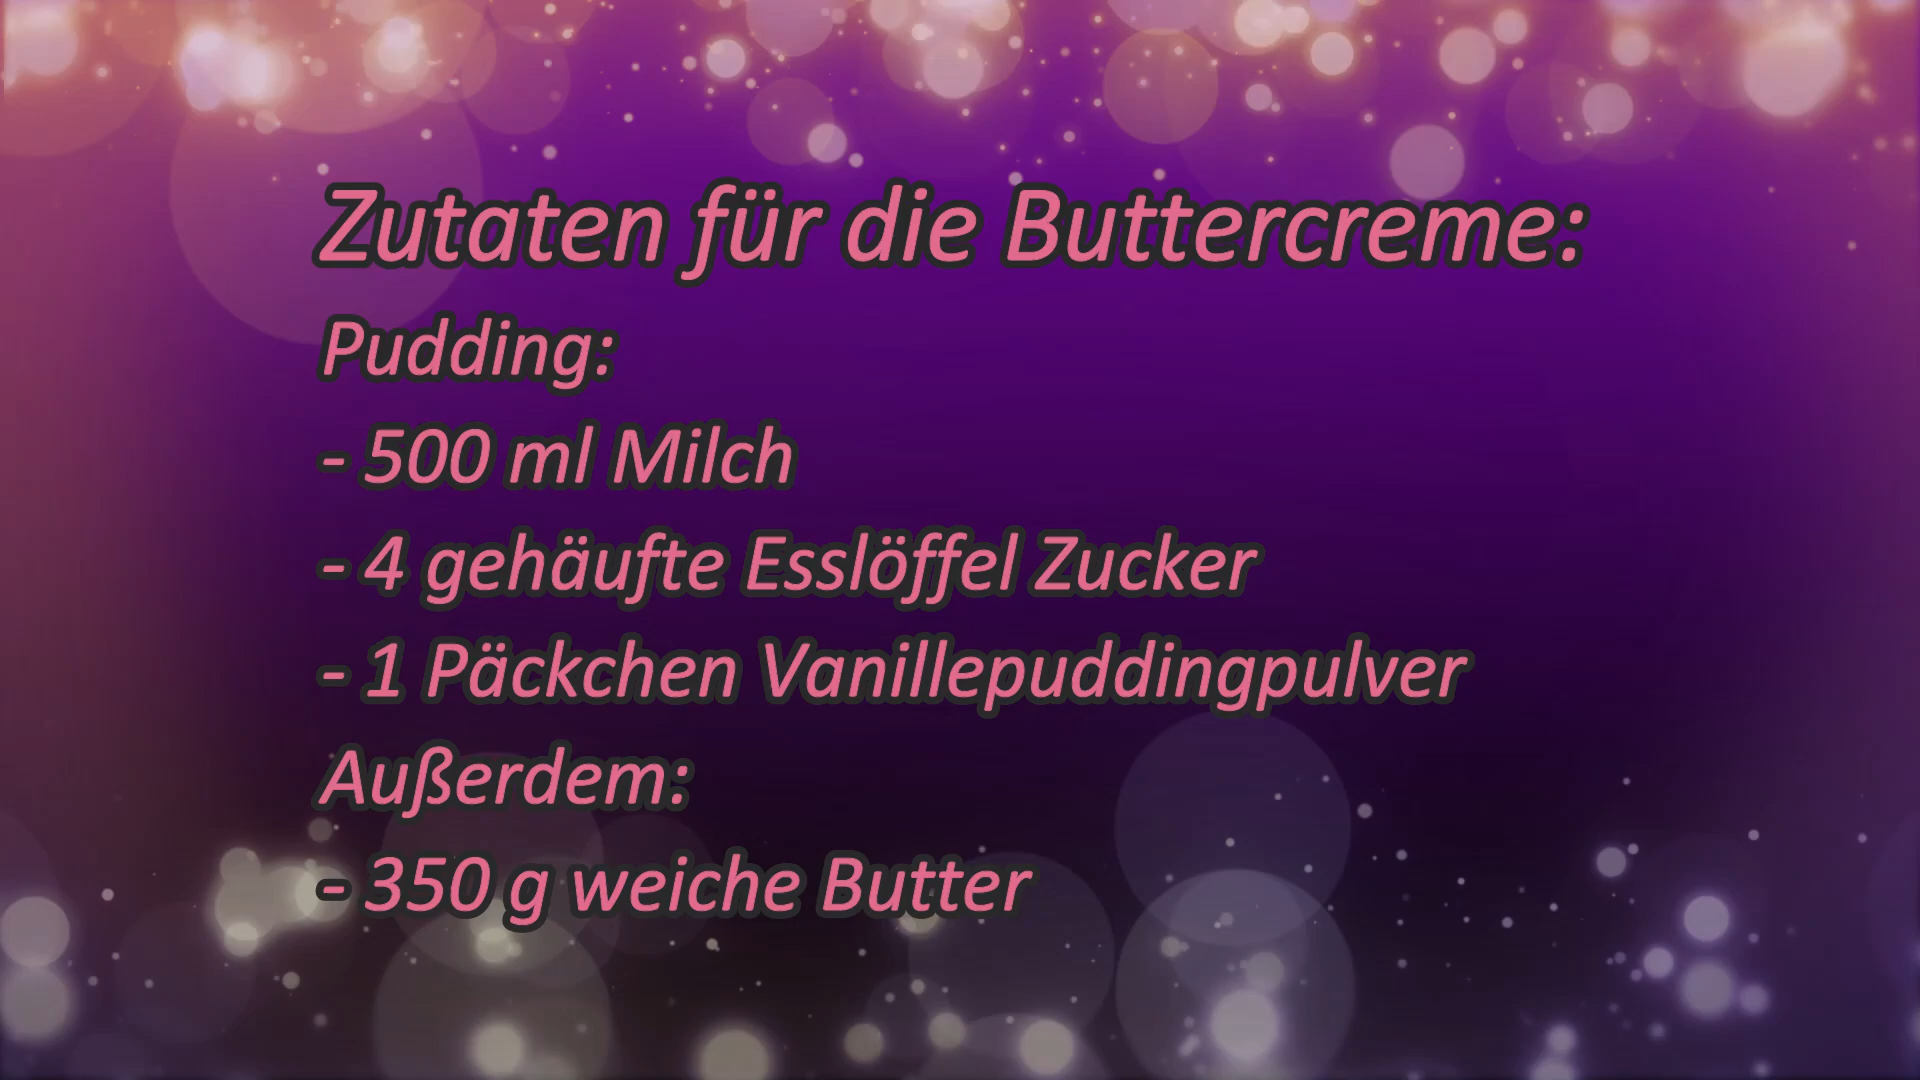 Zutaten für die Buttercreme:
Pudding:
- 500 ml Milch
- 4 gehäufte Esslöffel Zucker
- 1 Päckchen Vanillepuddingpulver
Außerdem:
- 350 g weiche Butter